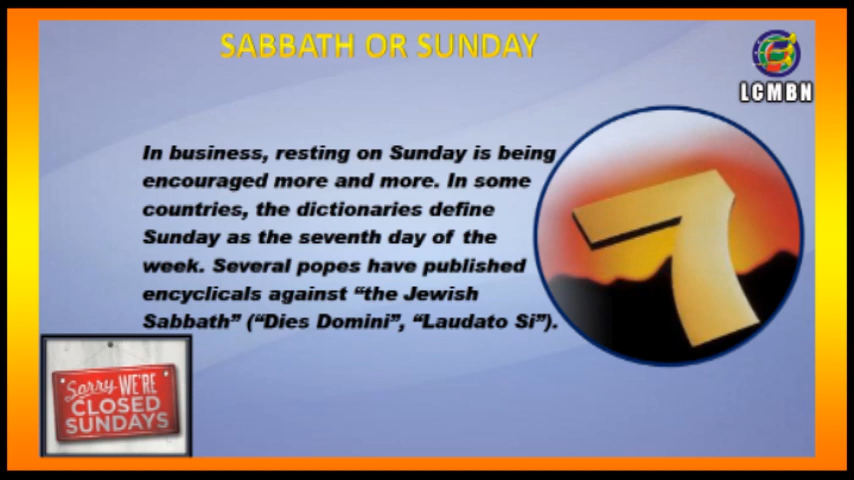 SABBATH OR SUNDAY
LCMBN
In business, resting on Sunday is being
encouraged more and more. In some
countries, the dictionaries define
Sunday as the seventh day of the
week. Several popes have published
encyclicals against “the Jewish
Sabbath” (“Dies Domini”, “Laudato Si”).
7
Sorry WE'RE
CLOSED
SUNDAYS